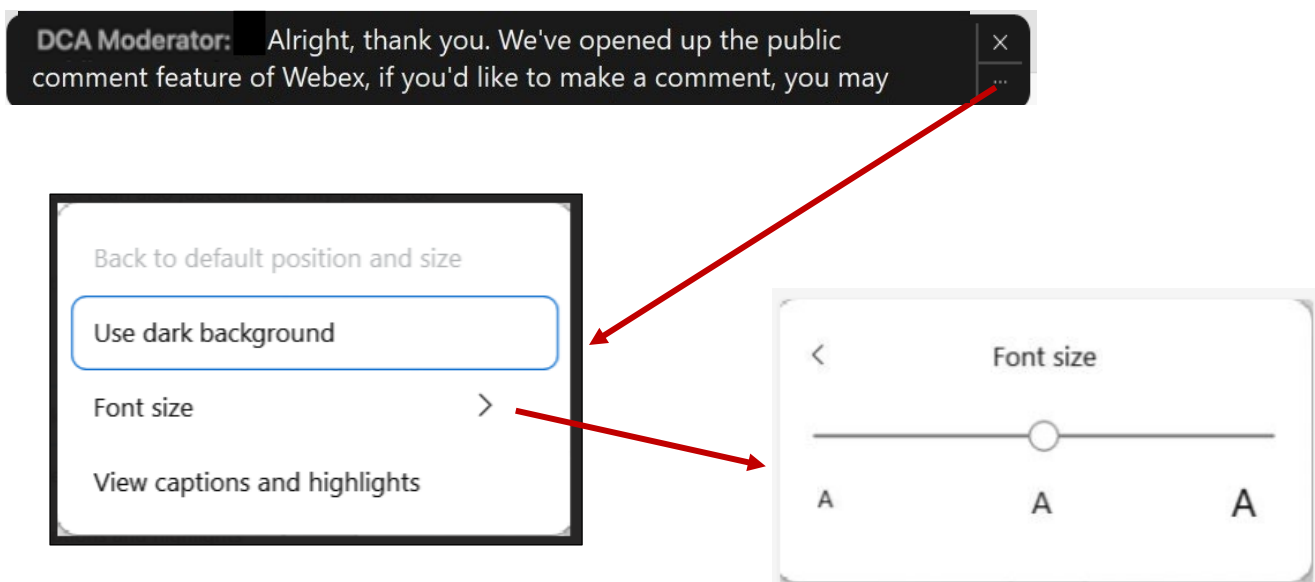 DCA Moderator: Alright, thank you. We've opened up the public
comment feature of Webex, if you'd like to make a comment, you may
Back to default position and size
Use dark background
Font size
View captions and highlights
Font size
A A A